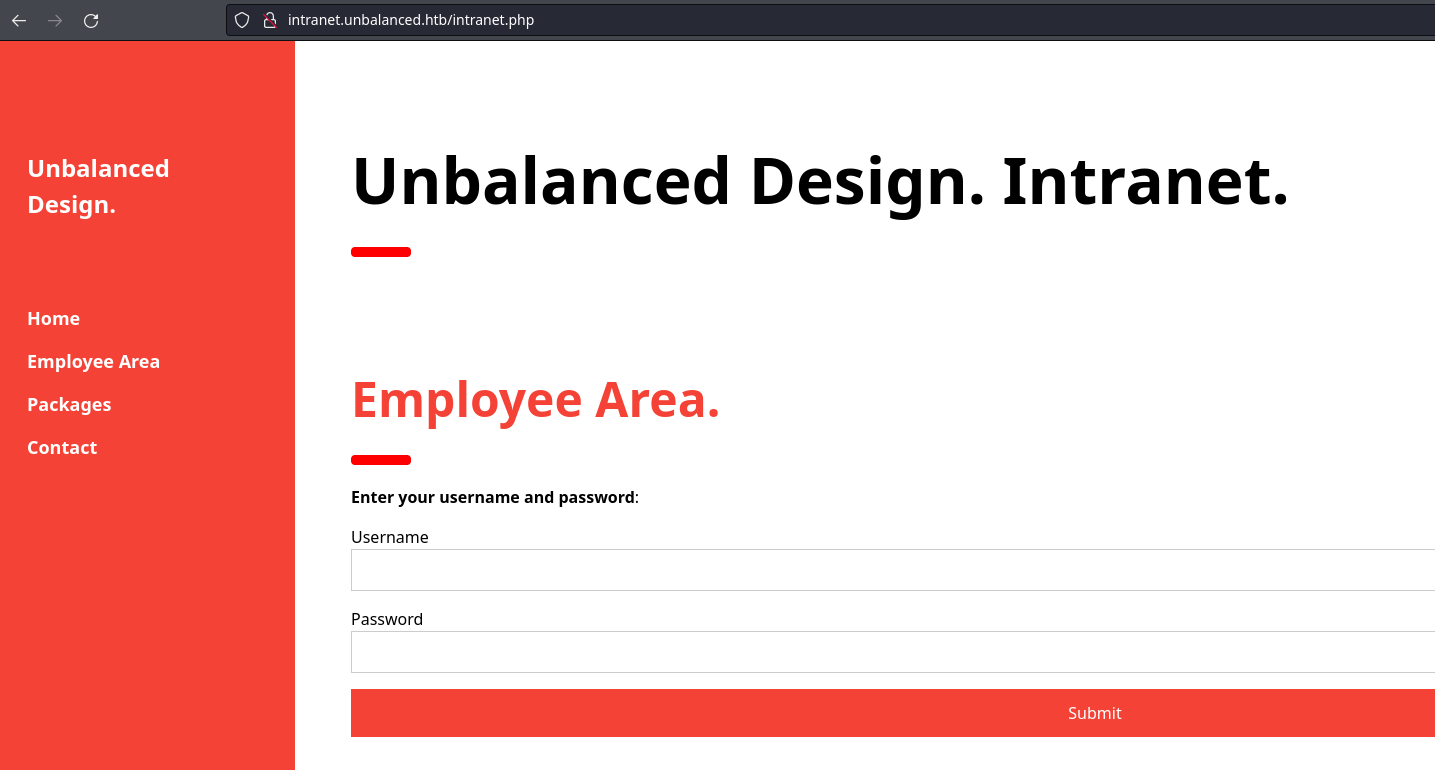 intranet.unbalanced.htb/intranet.php
Unbalanced
Design.
Home
Employee Area
Packages
Contact
Unbalanced Design. Intranet.
Employee Area.
Enter your username and password:
Username
Password
Submit